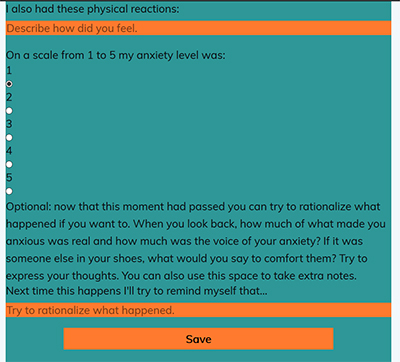 I also had these physical reactions:
Describe how did you feel.
On a scale from 1 to 5 my anxiety level was:
1
2
3
4
5
Optional: now that this moment had passed you can try to rationalize what
happened if you want to. When you look back, how much of what made you
anxious was real and how much was the voice of your anxiety? If it was
someone else in your shoes, what would you say to comfort them? Try to
express your thoughts. You can also use this space to take extra notes.
Next time this happens I'll try to remind myself that...
Try to rationalize what happened.
Save